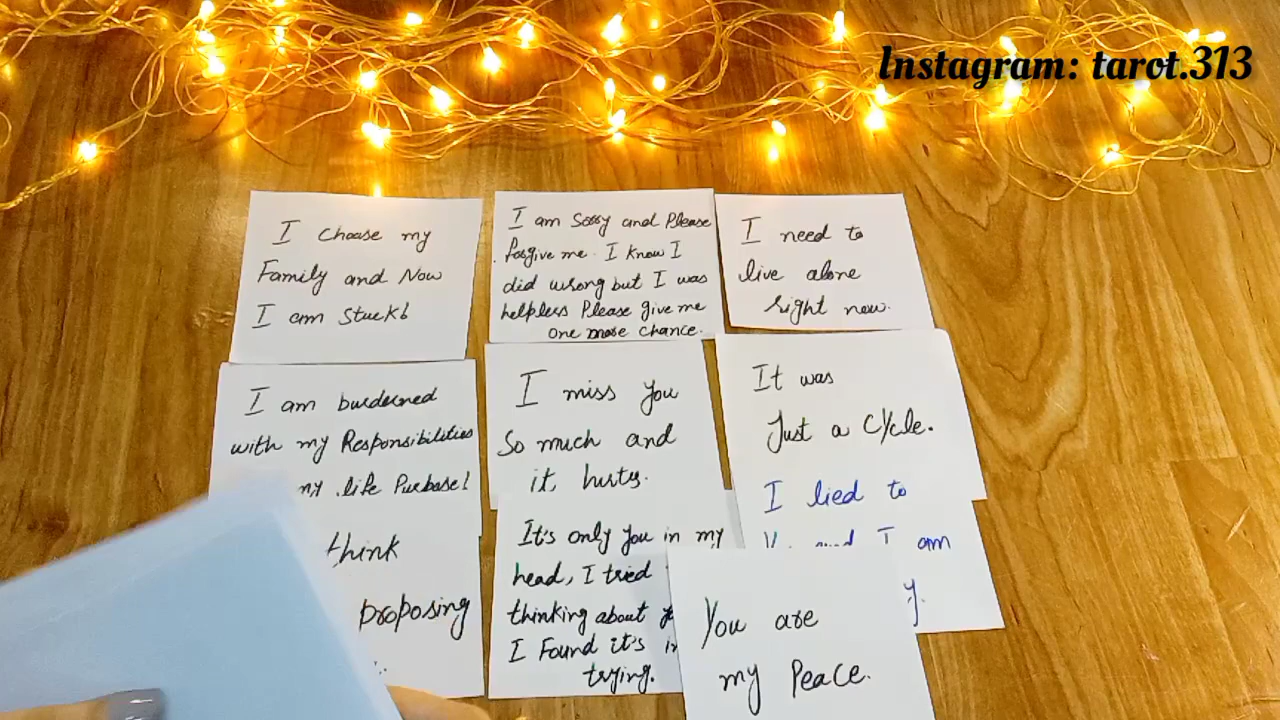 Instagram: tarot.313
I choose my
Family and Now
I am Stuck!
I am Sorry and Please
forgive me. I know I
did wrong but I was
helpless Please give me
one more chance.
I need to
live alone
right now.
I am burdened
with my Responsibilities
my life Purbase!
I miss you
So much and
it, hurts.
It was
Just a Cycle.
I lied to
and I am
y.
think
proposing
It's only you in my
head, I tried
thinking about
I Found it's in
trying.
You are
my Peace.